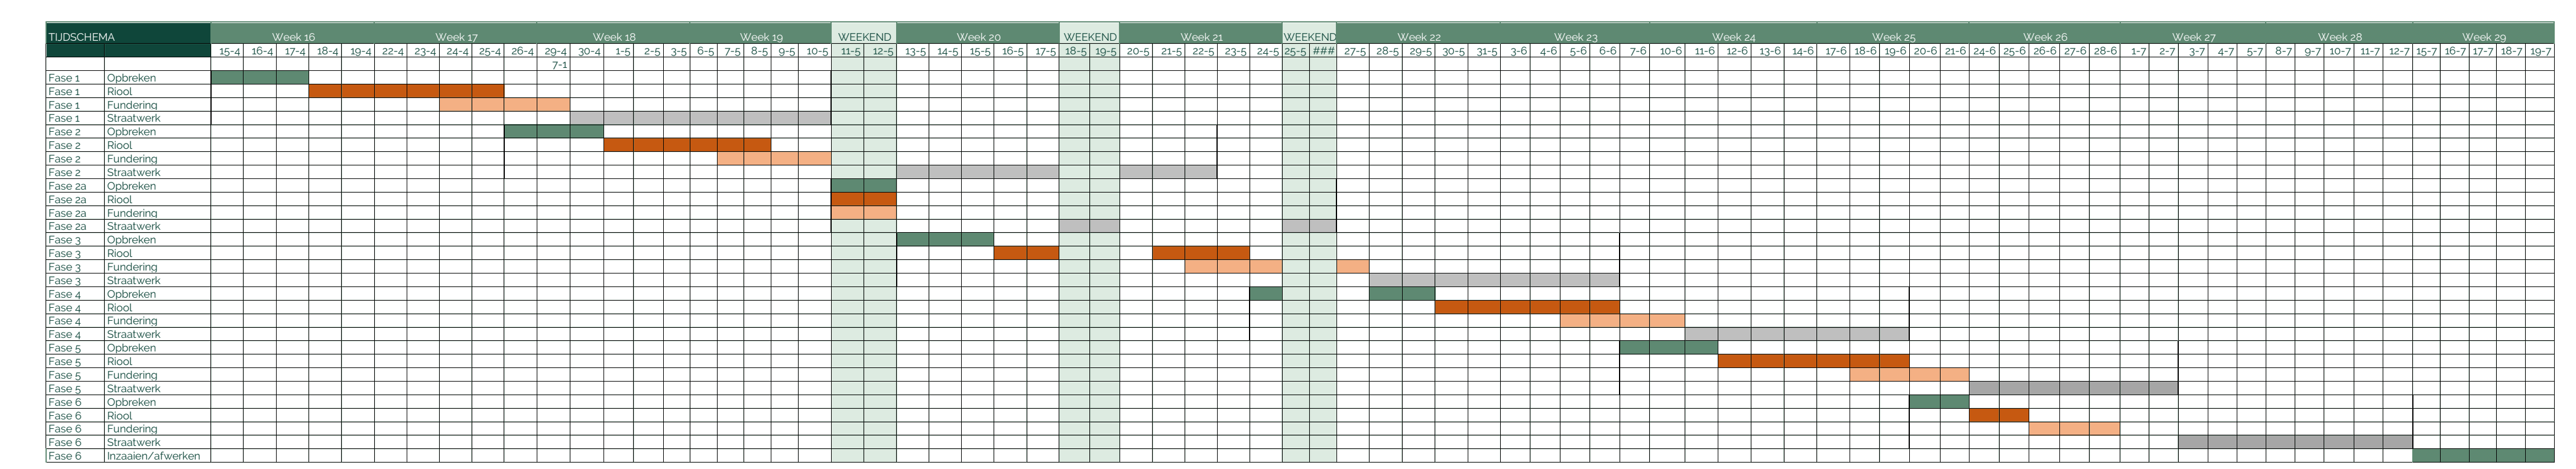 TIJDSCHEMA Week 16 Week 17 Week 18 Week 19 WEEKEND Week 20 WEEKEND Week 21 WEEKEND Week 22 Week 23 Week 24 Week 25 Week 26 Week 27 Week 28 Week 29
15-4 16-4 17-4 18-4 19-4 22-4 23-4 24-4 25-4 26-4 29-4 30-4 1-5 2-5 3-5 6-5 7-5 8-5 9-5 10-5 11-5 12-5 13-5 14-5 15-5 16-5 17-5 18-5 19-5 20-5 21-5 22-5 23-5 24-5 25-5 ### 27-5 28-5 29-5 30-5 31-5 3-6 4-6 5-6 6-6 7-6 10-6 11-6 12-6 13-6 14-6 17-6 18-6 19-6 20-6 21-6 24-6 25-6 26-6 27-6 28-6 1-7 2-7 3-7 4-7 5-7 8-7 9-7 10-7 11-7 12-7 15-7 16-7 17-7 18-7 19-7
7-1
Fase 1 Opbreken
Fase 1 Riool
Fase 1 Fundering
Fase 1 Straatwerk
Fase 2 Opbreken
Fase 2 Riool
Fase 2 Fundering
Fase 2 Straatwerk
Fase 2a Opbreken
Fase 2a Riool
Fase 2a Fundering
Fase 2a Straatwerk
Fase 3 Opbreken
Fase 3 Riool
Fase 3 Fundering
Fase 3 Straatwerk
Fase 4 Opbreken
Fase 4 Riool
Fase 4 Fundering
Fase 4 Straatwerk
Fase 5 Opbreken
Fase 5 Riool
Fase 5 Fundering
Fase 5 Straatwerk
Fase 6 Opbreken
Fase 6 Riool
Fase 6 Fundering
Fase 6 Straatwerk
Fase 6 Inzaaien/afwerken